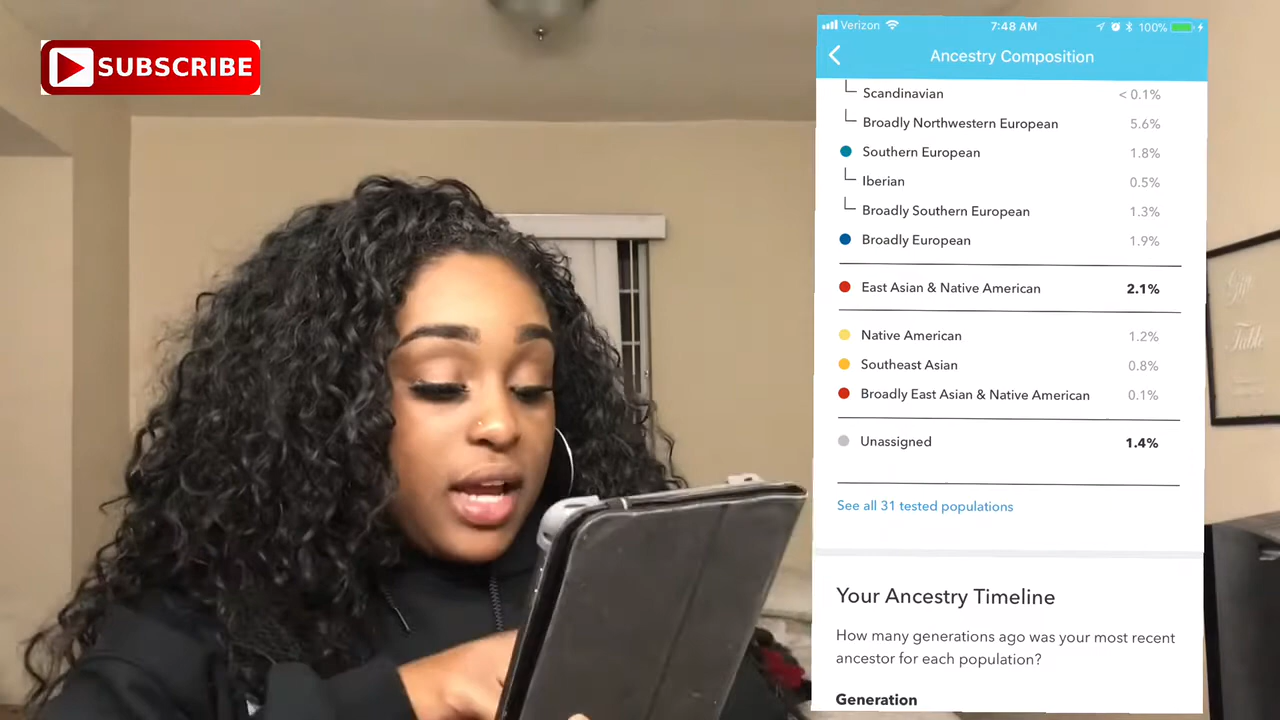 SUBSCRIBE
Verizon 7:48 AM 100%
Ancestry Composition
Scandinavian < 0.1%
Broadly Northwestern European 5.6%
Southern European 1.8%
Iberian 0.5%
Broadly Southern European 1.3%
Broadly European 1.9%
East Asian & Native American 2.1%
Native American 1.2%
Southeast Asian 0.8%
Broadly East Asian & Native American 0.1%
Unassigned 1.4%
See all 31 tested populations
Your Ancestry Timeline
How many generations ago was your most recent
ancestor for each population?
Generation
Table